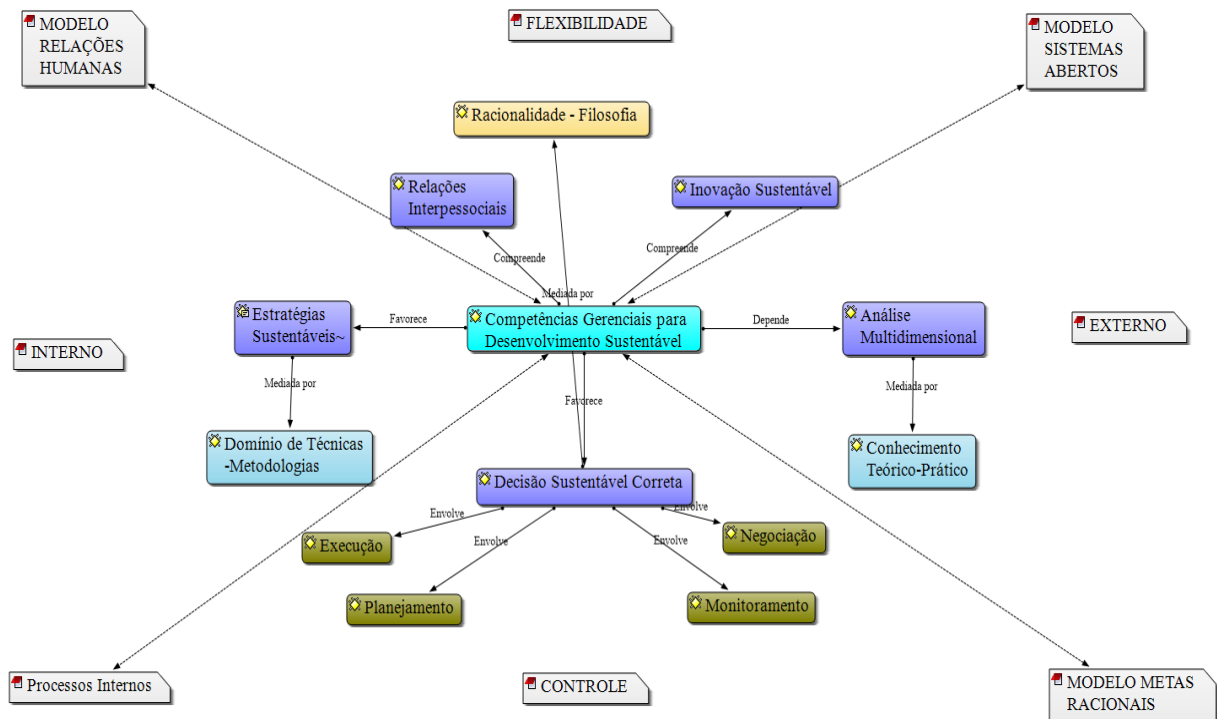 MODELO
RELAÇÕES
HUMANAS
FLEXIBILIDADE
MODELO
SISTEMAS
ABERTOS
Racionalidade - Filosofia
Relações
Interpessociais
Inovação Sustentável
Compreende
Compreende
Mediada por
Estratégias
Sustentáveis~
Favorece
Competências Gerenciais para
Desenvolvimento Sustentável
Depende
Análise
Multidimensional
EXTERNO
INTERNO
Mediada por
Favorece
Mediada por
Domínio de Técnicas
-Metodologias
Conhecimento
Teórico-Prático
Decisão Sustentável Correta
Envolve
Envolve
Envolve
Envolve
Execução
Negociação
Planejamento
Monitoramento
Processos Internos
CONTROLE
MODELO METAS
RACIONAIS